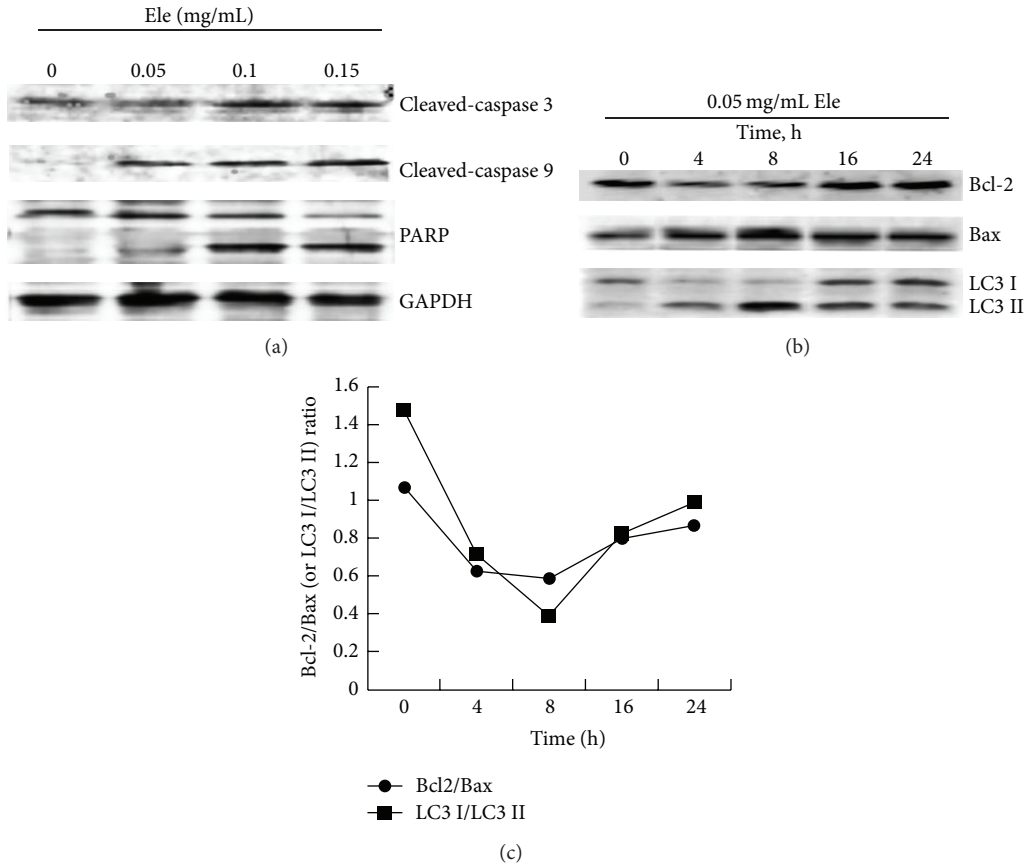 Ele (mg/mL)
0 0.05 0.1 0.15
Cleaved-caspase 3
Cleaved-caspase 9
PARP
GAPDH
(a)
0.05 mg/mL Ele
Time, h
0 4 8 16 24
Bcl-2
Bax
LC3 I
LC3 II
(b)
Bcl-2/Bax (or LC3 I/LC3 II) ratio
1.6
1.4
1.2
1
0.8
0.6
0.4
0.2
0
0 4 8 16 24
Time (h)
Bcl2/Bax
LC3 I/LC3 II
(c)